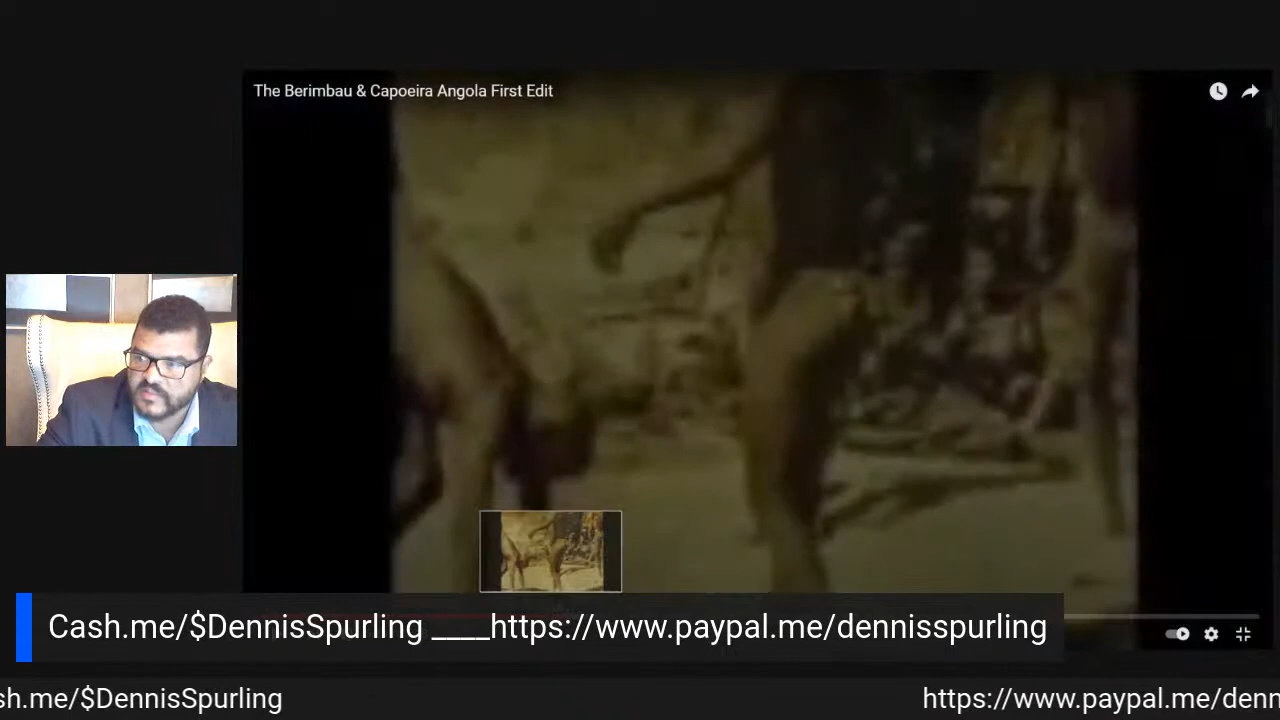 The Berimbau & Capoeira Angola First Edit
Cash.me/$DennisSpurling ____https://www.paypal.me/dennisspurling
sh.me/$DennisSpurling https://www.paypal.me/denn